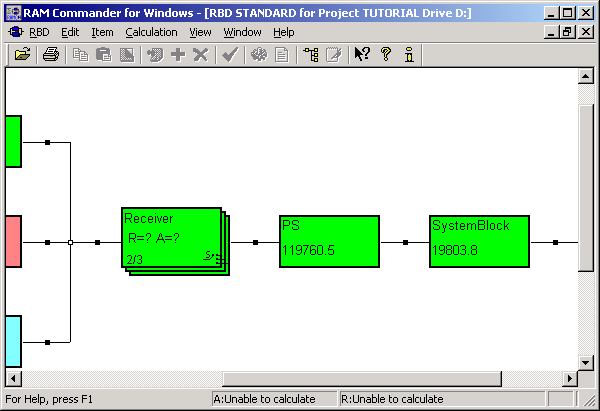 RAM Commander for Windows - [RBD STANDARD for Project TUTORIAL Drive D:]
RBD Edit Item Calculation View Window Help
Receiver
R=? A=?
2/3
S
PS
119760.5
SystemBlock
19803.8
For Help, press F1
A:Unable to calculate
R:Unable to calculate